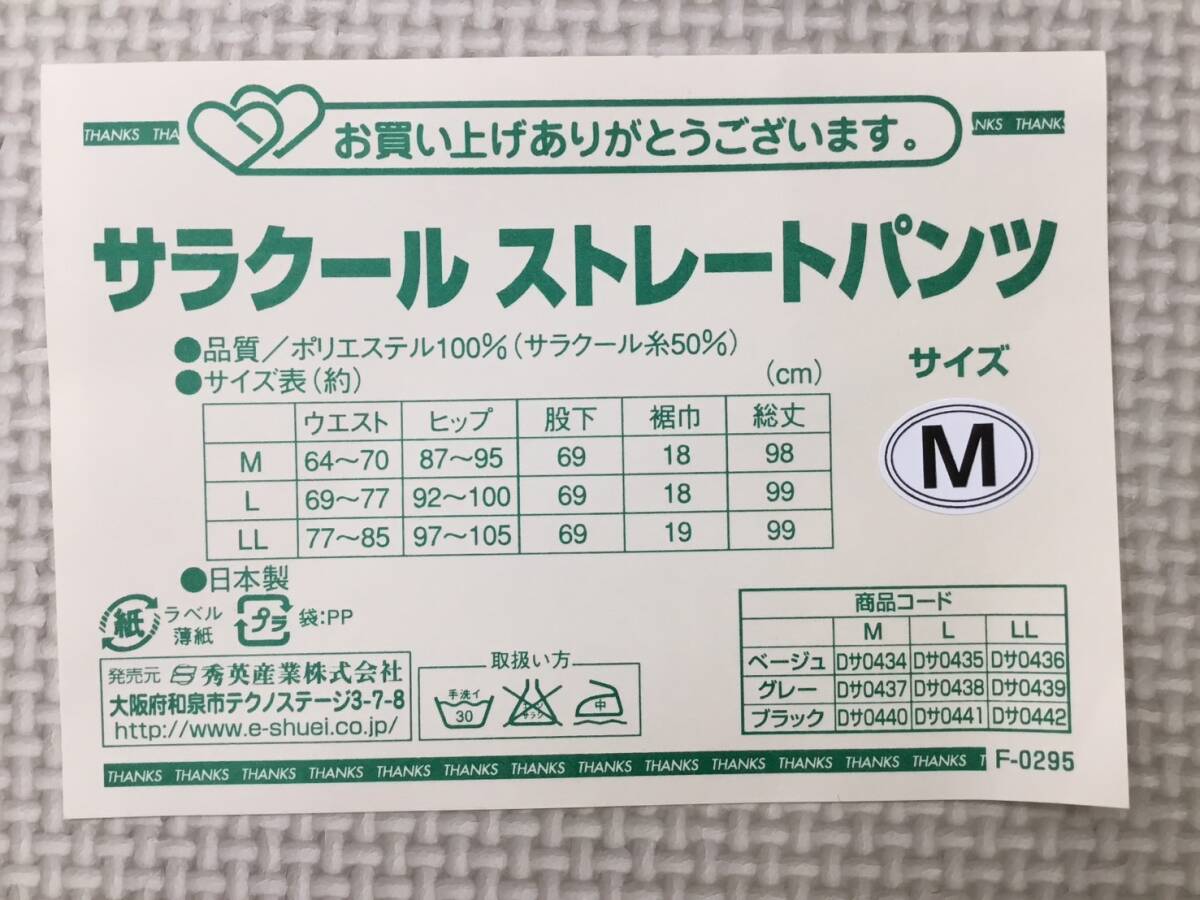 THANKS THA
お買い上げありがとうございます。
NKS THANKS
サラクール ストレートパンツ
●品質/ポリエステル100%(サラクール糸50%)
●サイズ表(約) (cm)
ウエスト ヒップ 股下 裾巾 総丈
M 64〜70 87〜95 69 18 98
L 69〜77 92〜100 69 18 99
LL 77〜85 97〜105 69 19 99
サイズ
M
●日本製
紙 ラベル 薄紙 プラ 袋:PP
発売元 秀英産業株式会社
大阪府和泉市テクノステージ3-7-8
http://www.e-shuei.co.jp/
取扱い方
手洗イ 30 エンソサラシ 中
商品コード
M L LL
ベージュ Dサ0434 Dサ0435 Dサ0436
グレー Dサ0437 Dサ0438 Dサ0439
ブラック Dサ0440 Dサ0441 Dサ0442
THANKS THANKS THANKS THANKS THANKS THANKS THANKS THANKS THANKS THANKS THANKS THANKS THANKS T
F-0295